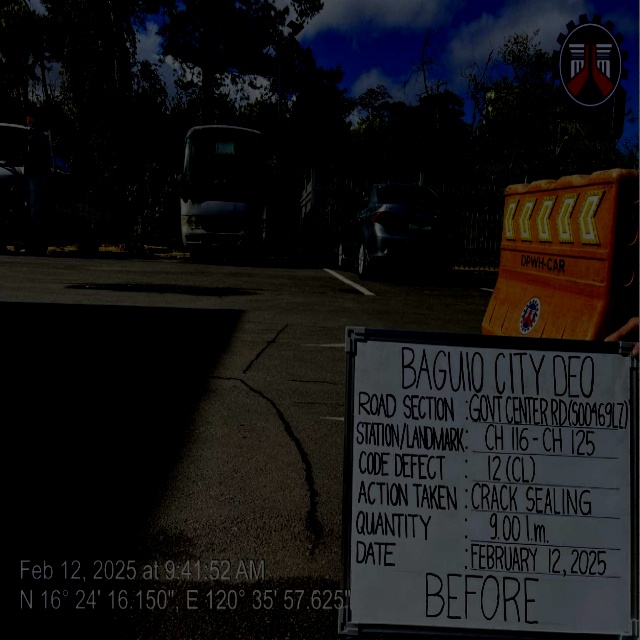 DPWH-CAR
BAGUIO CITY DEO
ROAD SECTION : GOVT CENTER RD(S00469LZ)
STATION/LANDMARK : CH 116 - CH 125
CODE DEFECT : 12 (CL)
ACTION TAKEN : CRACK SEALING
QUANTITY : 9.00 lm.
DATE : FEBRUARY 12, 2025
BEFORE
Feb 12, 2025 at 9:41:52 AM
N 16° 24' 16.150", E 120° 35' 57.625"